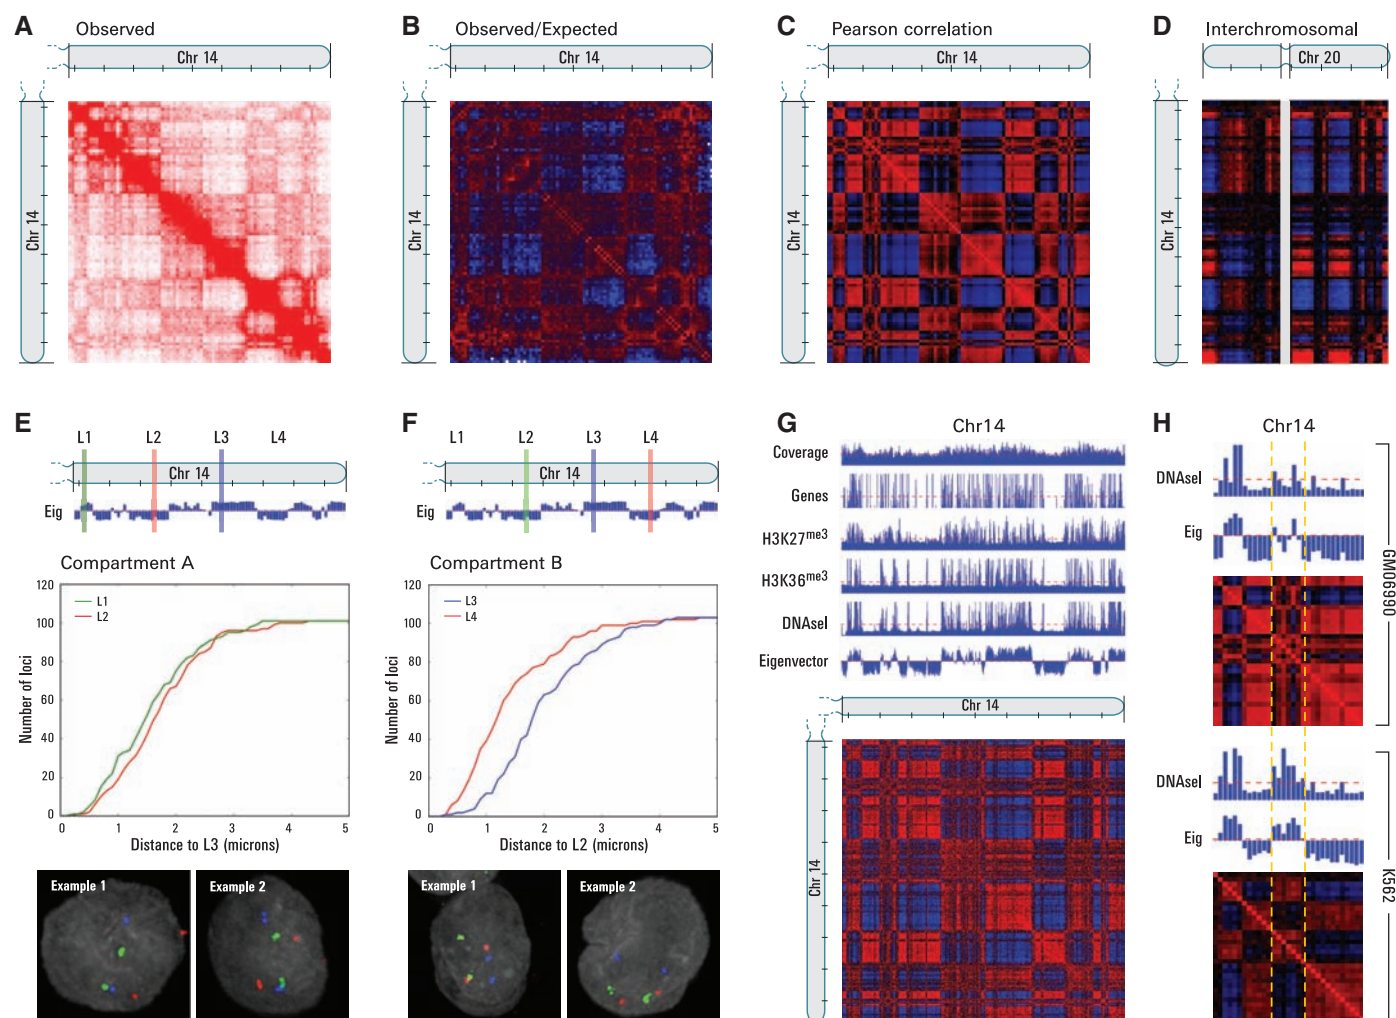 A Observed
Chr 14
Chr 14
B Observed/Expected
Chr 14
Chr 14
C Pearson correlation
Chr 14
Chr 14
D Interchromosomal
Chr 20
Chr 14
E
L1 L2 L3 L4
Chr 14
Eig
Compartment A
120
100
80
60
40
20
0
Number of loci
L1
L2
0 1 2 3 4 5
Distance to L3 (microns)
Example 1
Example 2
F
L1 L2 L3 L4
Chr 14
Eig
Compartment B
120
100
80
60
40
20
0
Number of loci
L3
L4
0 1 2 3 4 5
Distance to L2 (microns)
Example 1
Example 2
G
Chr14
Coverage
Genes
H3K27me3
H3K36me3
DNAseI
Eigenvector
Chr 14
Chr 14
H
Chr14
DNAseI
Eig
GM06990
DNAseI
Eig
K562